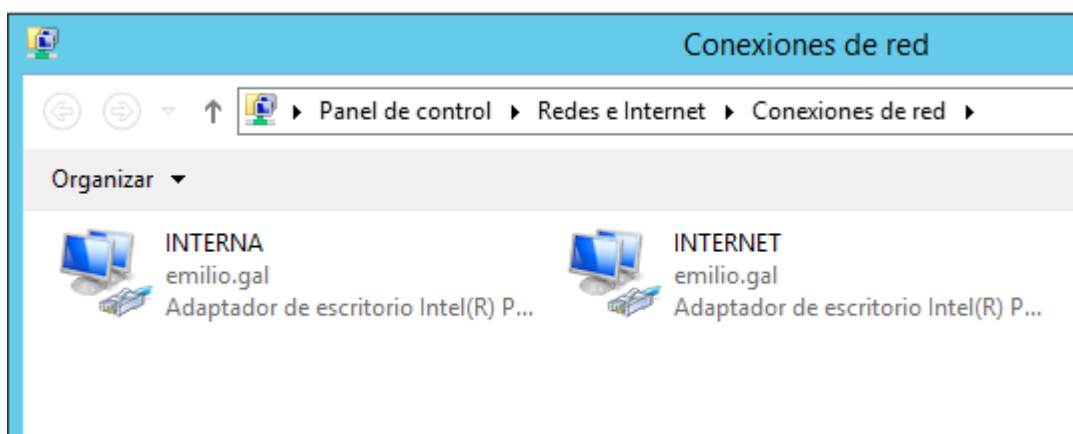 Conexiones de red
Panel de control Redes e Internet Conexiones de red
Organizar
INTERNA
emilio.gal
Adaptador de escritorio Intel(R) P...
INTERNET
emilio.gal
Adaptador de escritorio Intel(R) P...